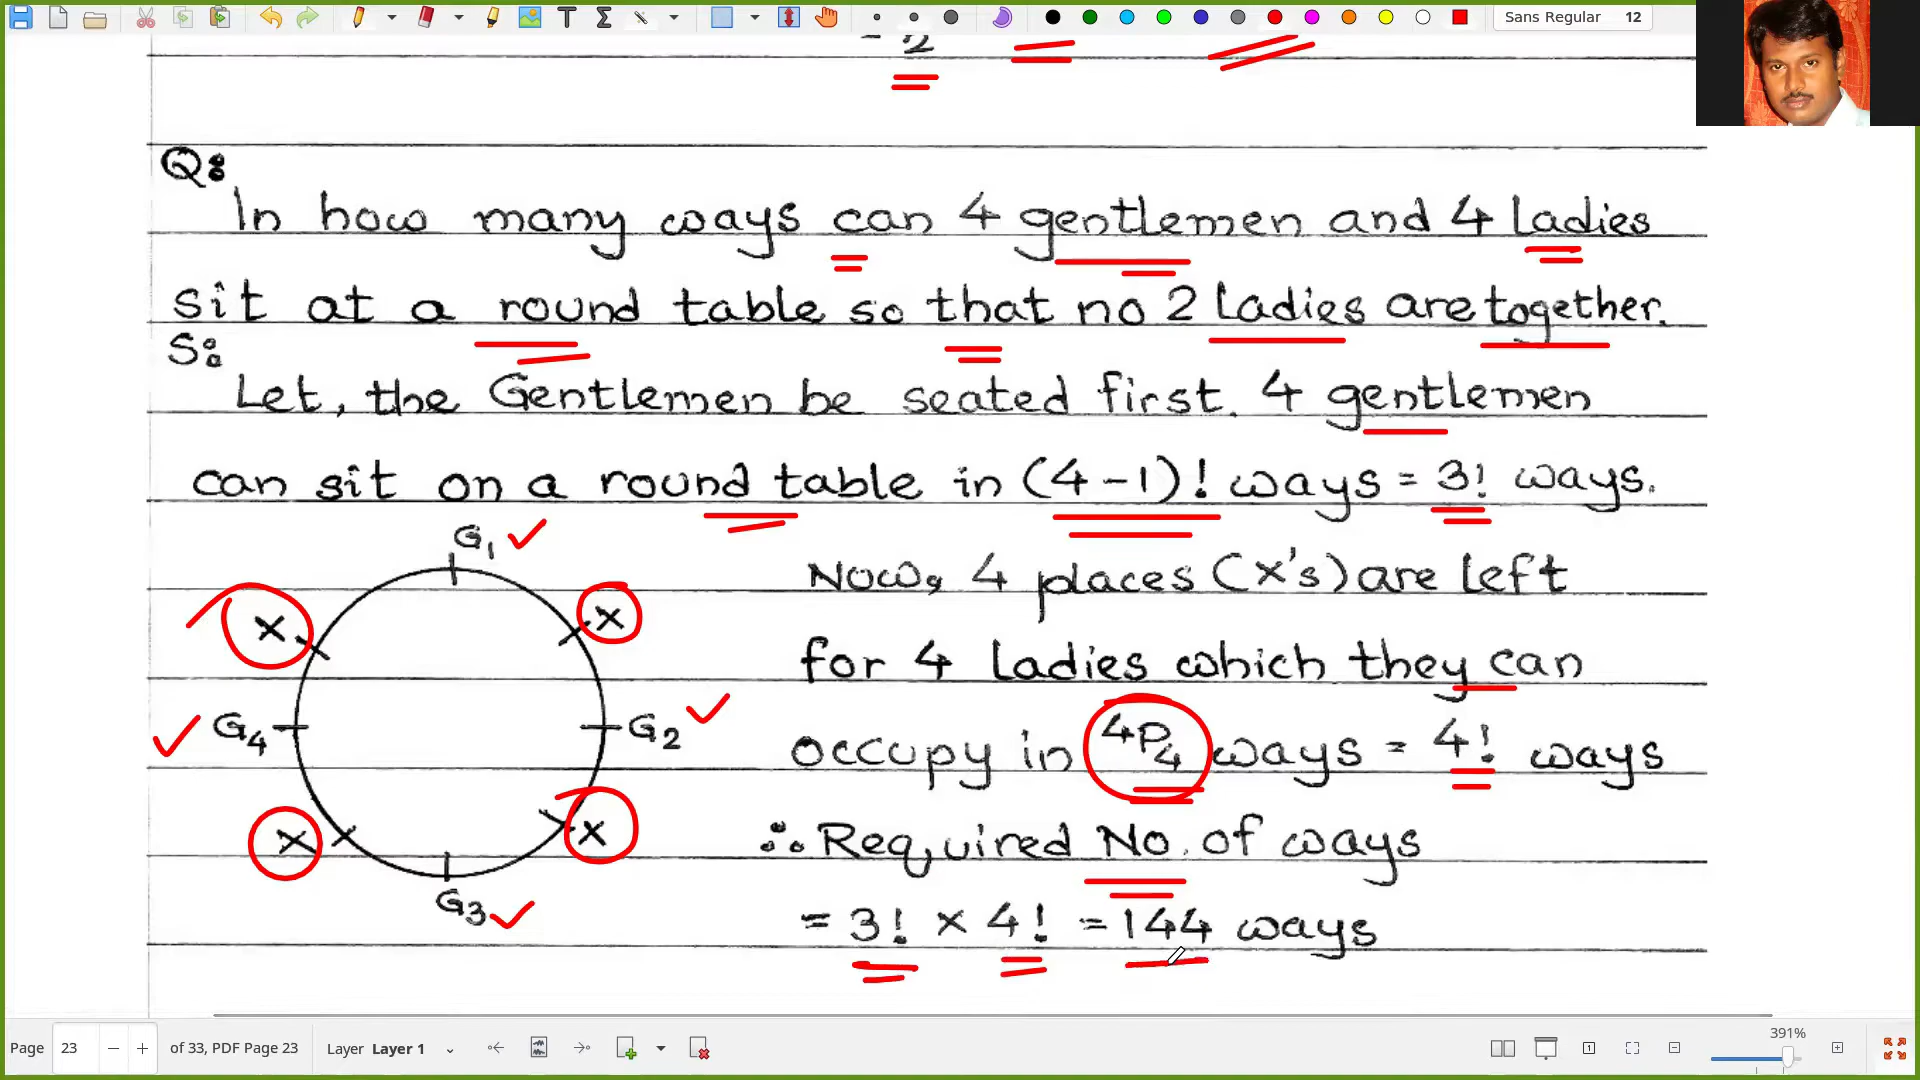 Sans Regular 12
2
Q:
In how many ways can 4 gentlemen and 4 Ladies
sit at a round table so that no 2 Ladies are together.
S:
Let, the Gentlemen be seated first. 4 gentlemen
can sit on a round table in (4-1)! ways = 3! ways.
G1
x x
G4 G2
x x
G3
Now, 4 places (x's) are left
for 4 Ladies which they can
occupy in 4P4 ways = 4! ways
∴ Required No. of ways
= 3! x 4! = 144 ways
Page 23 of 33, PDF Page 23 Layer Layer 1 391%